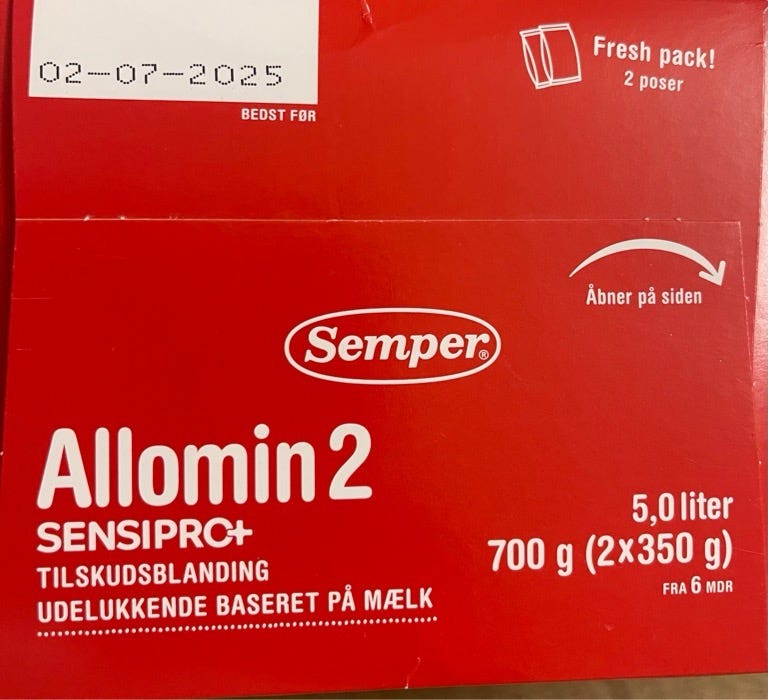 02-07-2025
BEDST FØR
Fresh pack!
2 poser
Åbner på siden
Semper®
Allomin 2
SENSIPRO+
TILSKUDSBLANDING
UDELUKKENDE BASERET PÅ MÆLK
5,0 liter
700 g (2x350 g)
FRA 6 MDR